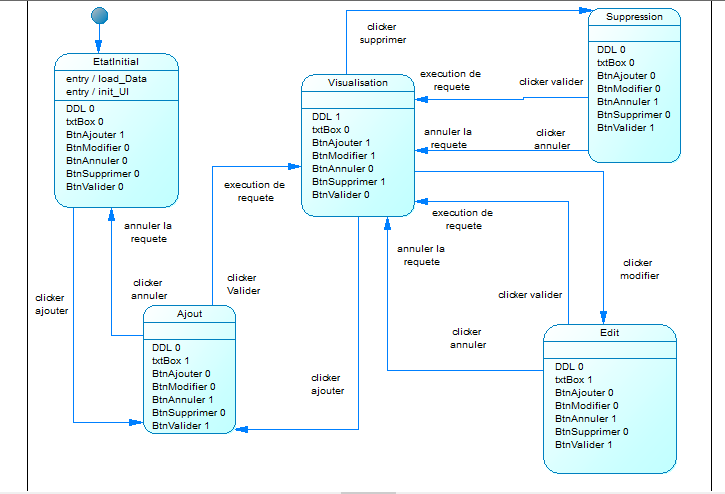 EtatInitial
entry / load_Data
entry / init_UI
DDL 0
txtBox 0
BtnAjouter 1
BtnModifier 0
BtnAnnuler 0
BtnSupprimer 0
BtnValider 0
clicker
supprimer
Suppression
DDL 0
txtBox 0
BtnAjouter 0
BtnModifier 0
BtnAnnuler 1
BtnSupprimer 0
BtnValider 1
Visualisation
DDL 1
txtBox 0
BtnAjouter 1
BtnModifier 1
BtnAnnuler 0
BtnSupprimer 1
BtnValider 0
execution de
requete
clicker valider
annuler la
requete
clicker
annuler
execution de
requete
annuler la
requete
clicker
annuler
clicker
Valider
clicker
ajouter
Ajout
DDL 0
txtBox 1
BtnAjouter 0
BtnModifier 0
BtnAnnuler 1
BtnSupprimer 0
BtnValider 1
clicker
ajouter
execution de
requete
annuler la
requete
clicker valider
clicker
annuler
clicker
modifier
Edit
DDL 0
txtBox 1
BtnAjouter 0
BtnModifier 0
BtnAnnuler 1
BtnSupprimer 0
BtnValider 1